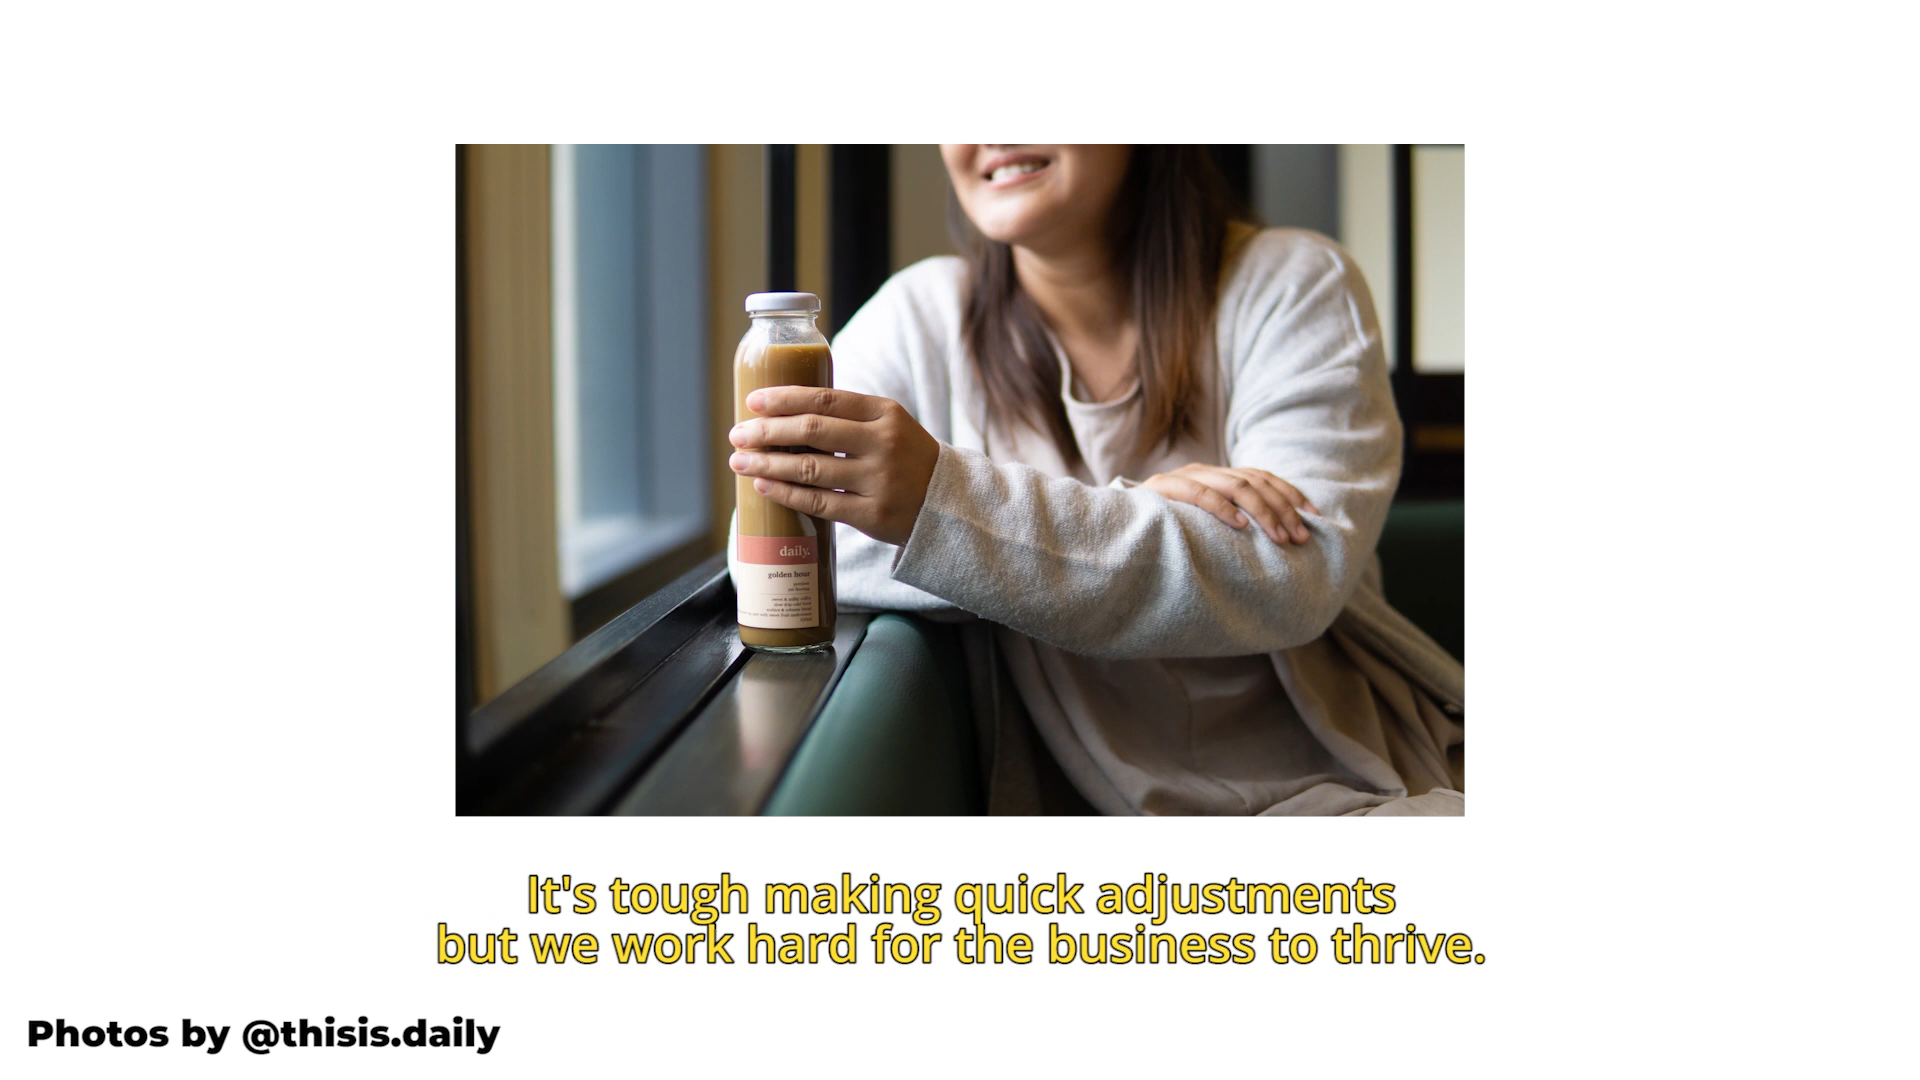 daily.
golden hour
It's tough making quick adjustments
but we work hard for the business to thrive.
Photos by @thisis.daily